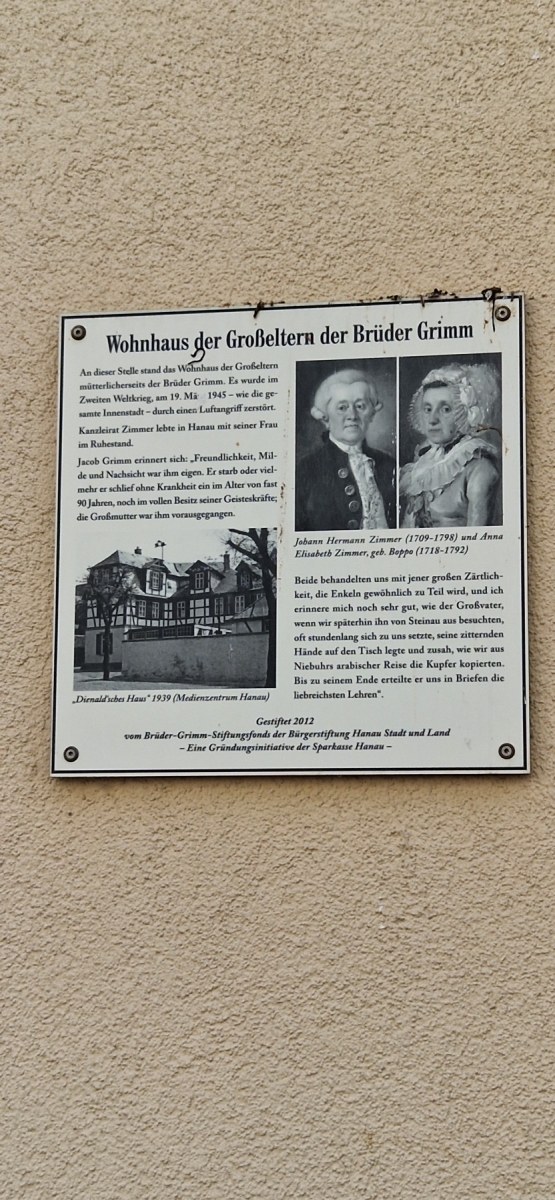 Wohnhaus der Großeltern der Brüder Grimm
An dieser Stelle stand das Wohnhaus der Großeltern
mütterlicherseits der Brüder Grimm. Es wurde im
Zweiten Weltkrieg, am 19. Mä 1945 – wie die ge-
samte Innenstadt – durch einen Luftangriff zerstört.
Kanzleirat Zimmer lebte in Hanau mit seiner Frau
im Ruhestand.
Jacob Grimm erinnert sich: „Freundlichkeit, Mil-
de und Nachsicht war ihm eigen. Er starb oder viel-
mehr er schlief ohne Krankheit ein im Alter von fast
90 Jahren, noch im vollen Besitz seiner Geisteskräfte;
die Großmutter war ihm vorausgegangen.
„Dienald'sches Haus" 1939 (Medienzentrum Hanau)
Johann Hermann Zimmer (1709-1798) und Anna
Elisabeth Zimmer, geb. Boppo (1718-1792)
Beide behandelten uns mit jener großen Zärtlich-
keit, die Enkeln gewöhnlich zu Teil wird, und ich
erinnere mich noch sehr gut, wie der Großvater,
wenn wir späterhin ihn von Steinau aus besuchten,
oft stundenlang sich zu uns setzte, seine zitternden
Hände auf den Tisch legte und zusah, wie wir aus
Niebuhrs arabischer Reise die Kupfer kopierten.
Bis zu seinem Ende erteilte er uns in Briefen die
liebreichsten Lehren".
Gestiftet 2012
vom Brüder-Grimm-Stiftungsfonds der Bürgerstiftung Hanau Stadt und Land
– Eine Gründungsinitiative der Sparkasse Hanau –